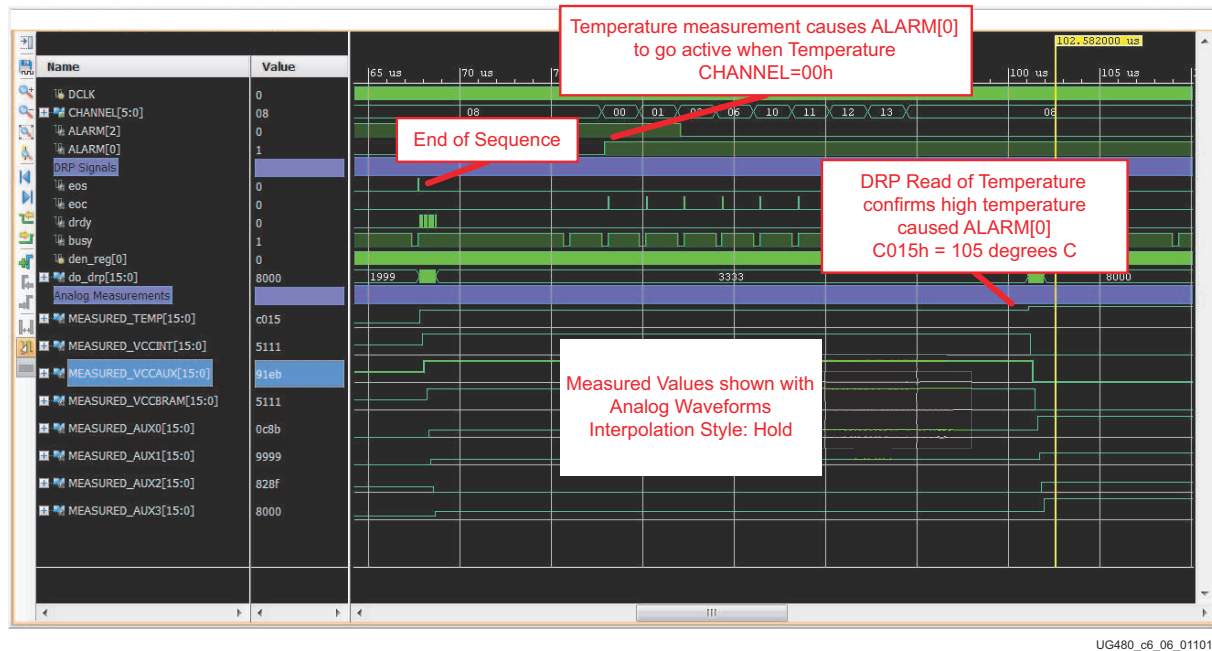 Temperature measurement causes ALARM[0]
to go active when Temperature
CHANNEL=00h
102.582000 us
Name
Value
65 us
70 us
7
100 us
105 us
DCLK
0
CHANNEL[5:0]
08
08
00
01
02
06
10
11
12
13
ALARM[2]
0
End of Sequence
ALARM[0]
1
DRP Signals
DRP Read of Temperature
confirms high temperature
caused ALARM[0]
C015h = 105 degrees C
eos
0
eoc
0
drdy
0
busy
1
den_reg[0]
0
do_drp[15:0]
8000
1999
3333
8000
Analog Measurements
MEASURED_TEMP[15:0]
c015
MEASURED_VCCINT[15:0]
5111
MEASURED_VCCAUX[15:0]
91eb
Measured Values shown with
Analog Waveforms
Interpolation Style: Hold
MEASURED_VCCBRAM[15:0]
5111
MEASURED_AUX0[15:0]
0c8b
MEASURED_AUX1[15:0]
9999
MEASURED_AUX2[15:0]
828f
MEASURED_AUX3[15:0]
8000
UG480_c6_06_01101